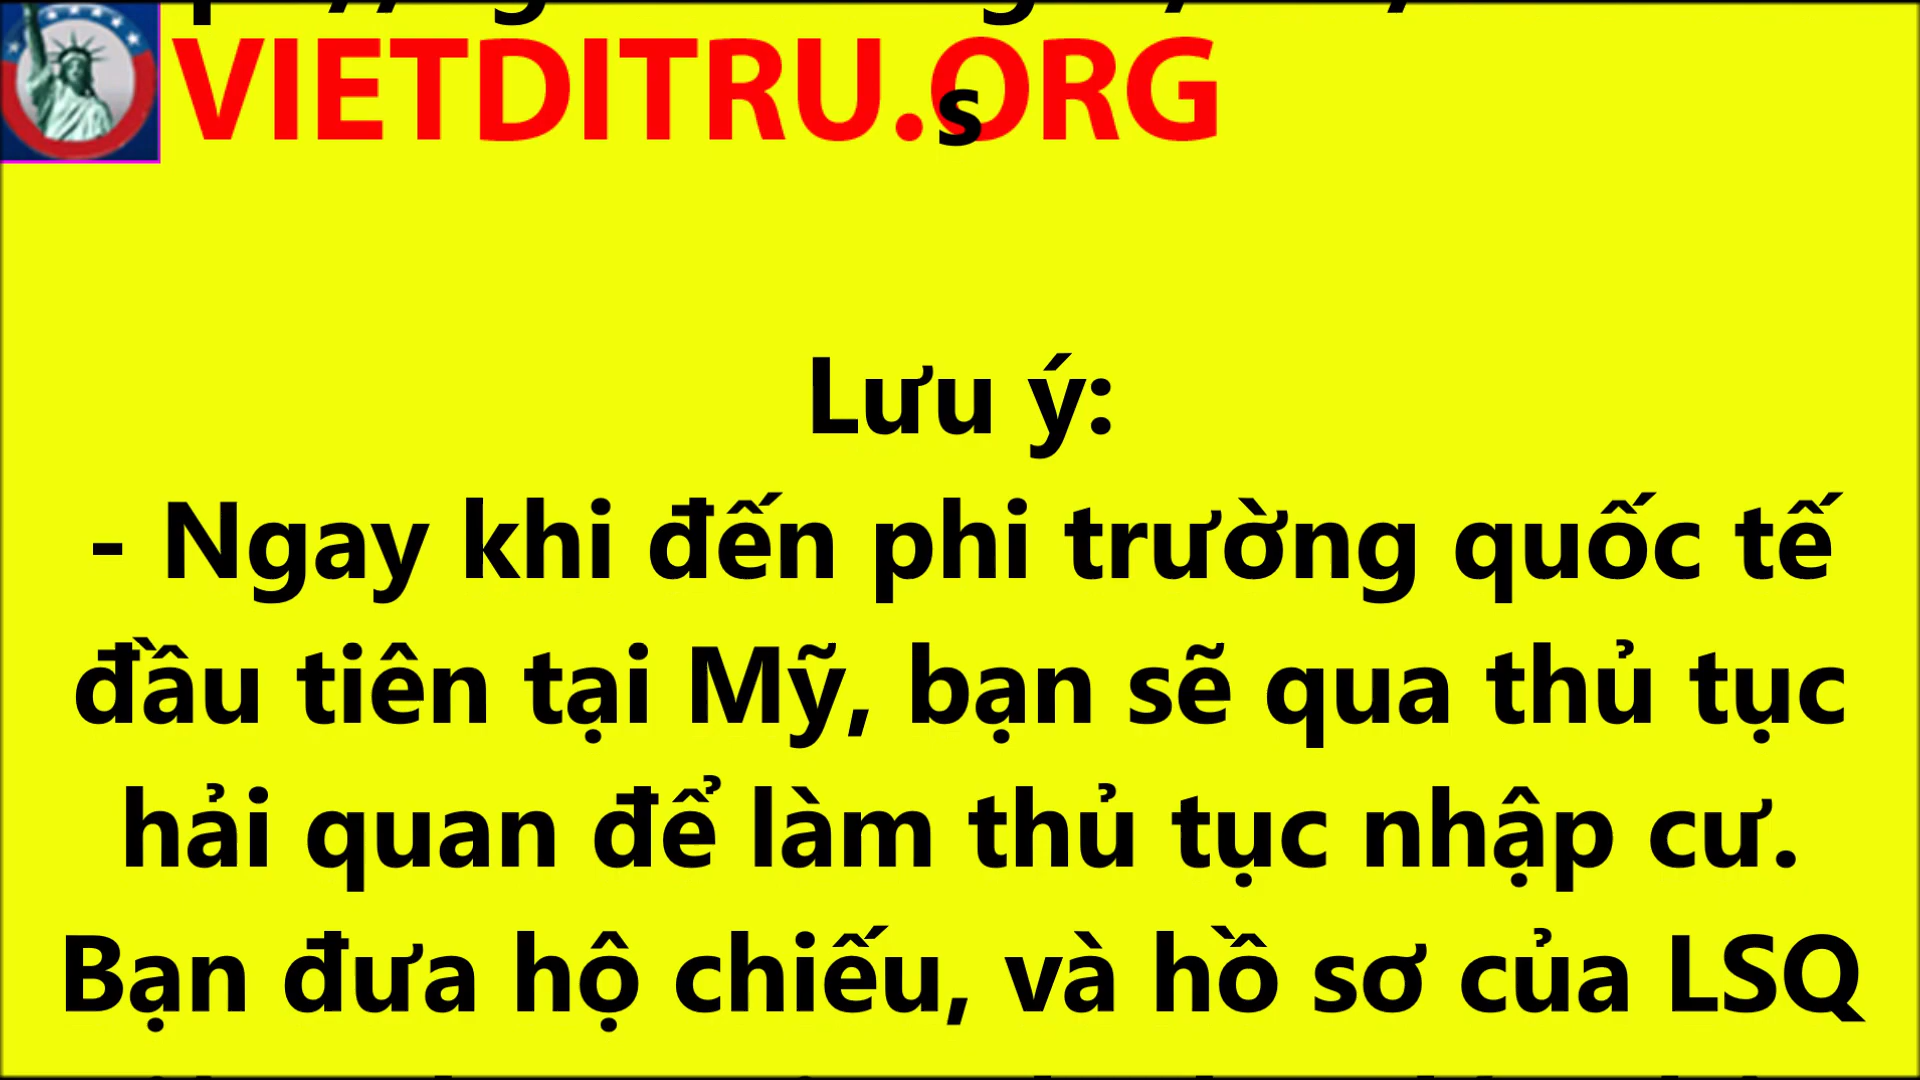 VIETDITRU.ORG
s
Lưu ý:
- Ngay khi đến phi trường quốc tế
đầu tiên tại Mỹ, bạn sẽ qua thủ tục
hải quan để làm thủ tục nhập cư.
Bạn đưa hộ chiếu, và hồ sơ của LSQ